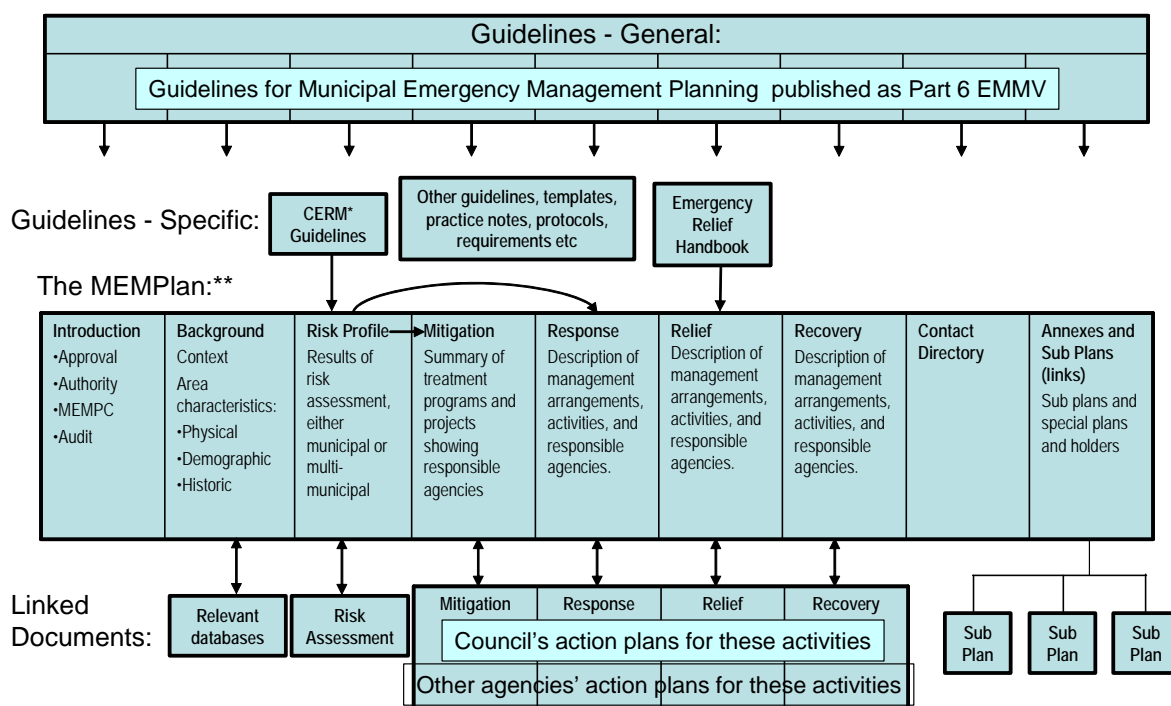 Guidelines - General:
Guidelines for Municipal Emergency Management Planning published as Part 6 EMMV
Guidelines - Specific:
CERM*
Guidelines
Other guidelines, templates,
practice notes, protocols,
requirements etc
Emergency
Relief
Handbook
The MEMPlan:**
Introduction
•Approval
•Authority
•MEMPC
•Audit
Background
Context
Area
characteristics:
•Physical
•Demographic
•Historic
Risk Profile
Results of
risk
assessment,
either
municipal or
multi-
municipal
Mitigation
Summary of
treatment
programs and
projects
showing
responsible
agencies
Response
Description of
management
arrangements,
activities, and
responsible
agencies.
Relief
Description of
management
arrangements,
activities, and
responsible
agencies.
Recovery
Description of
management
arrangements,
activities, and
responsible
agencies.
Contact
Directory
Annexes and
Sub Plans
(links)
Sub plans and
special plans
and holders
Linked
Documents:
Relevant
databases
Risk
Assessment
Mitigation
Response
Relief
Recovery
Council's action plans for these activities
Other agencies' action plans for these activities
Sub
Plan
Sub
Plan
Sub
Plan